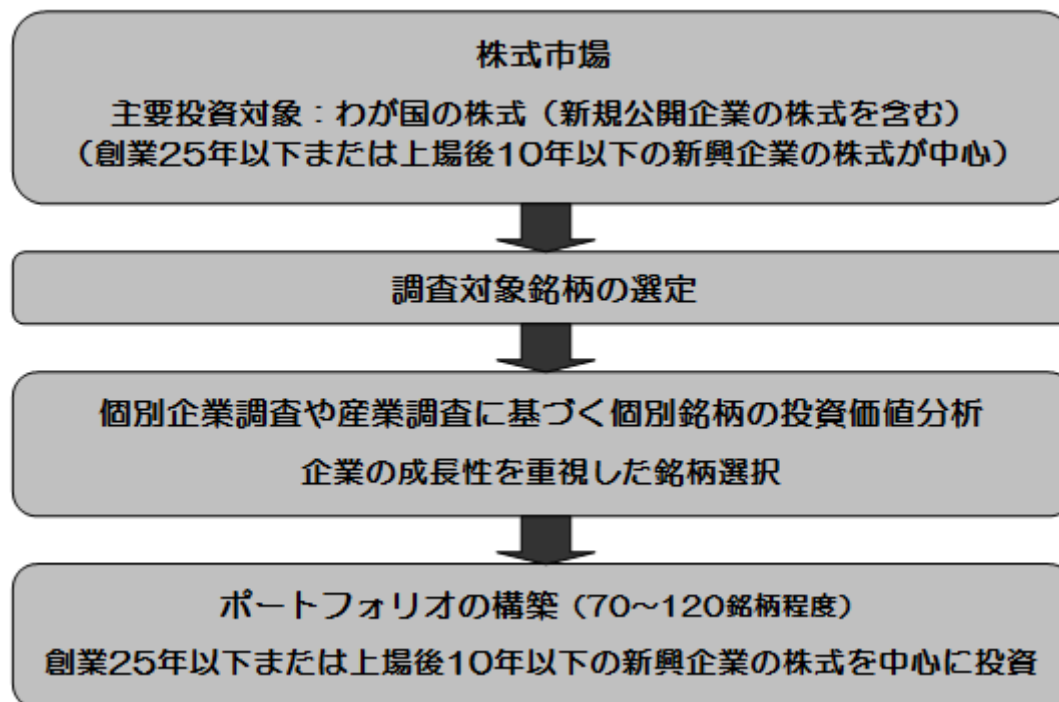 株式市場
主要投資対象：わが国の株式（新規公開企業の株式を含む）
（創業25年以下または上場後10年以下の新興企業の株式が中心）
調査対象銘柄の選定
個別企業調査や産業調査に基づく個別銘柄の投資価値分析
企業の成長性を重視した銘柄選択
ポートフォリオの構築（70～120銘柄程度）
創業25年以下または上場後10年以下の新興企業の株式を中心に投資